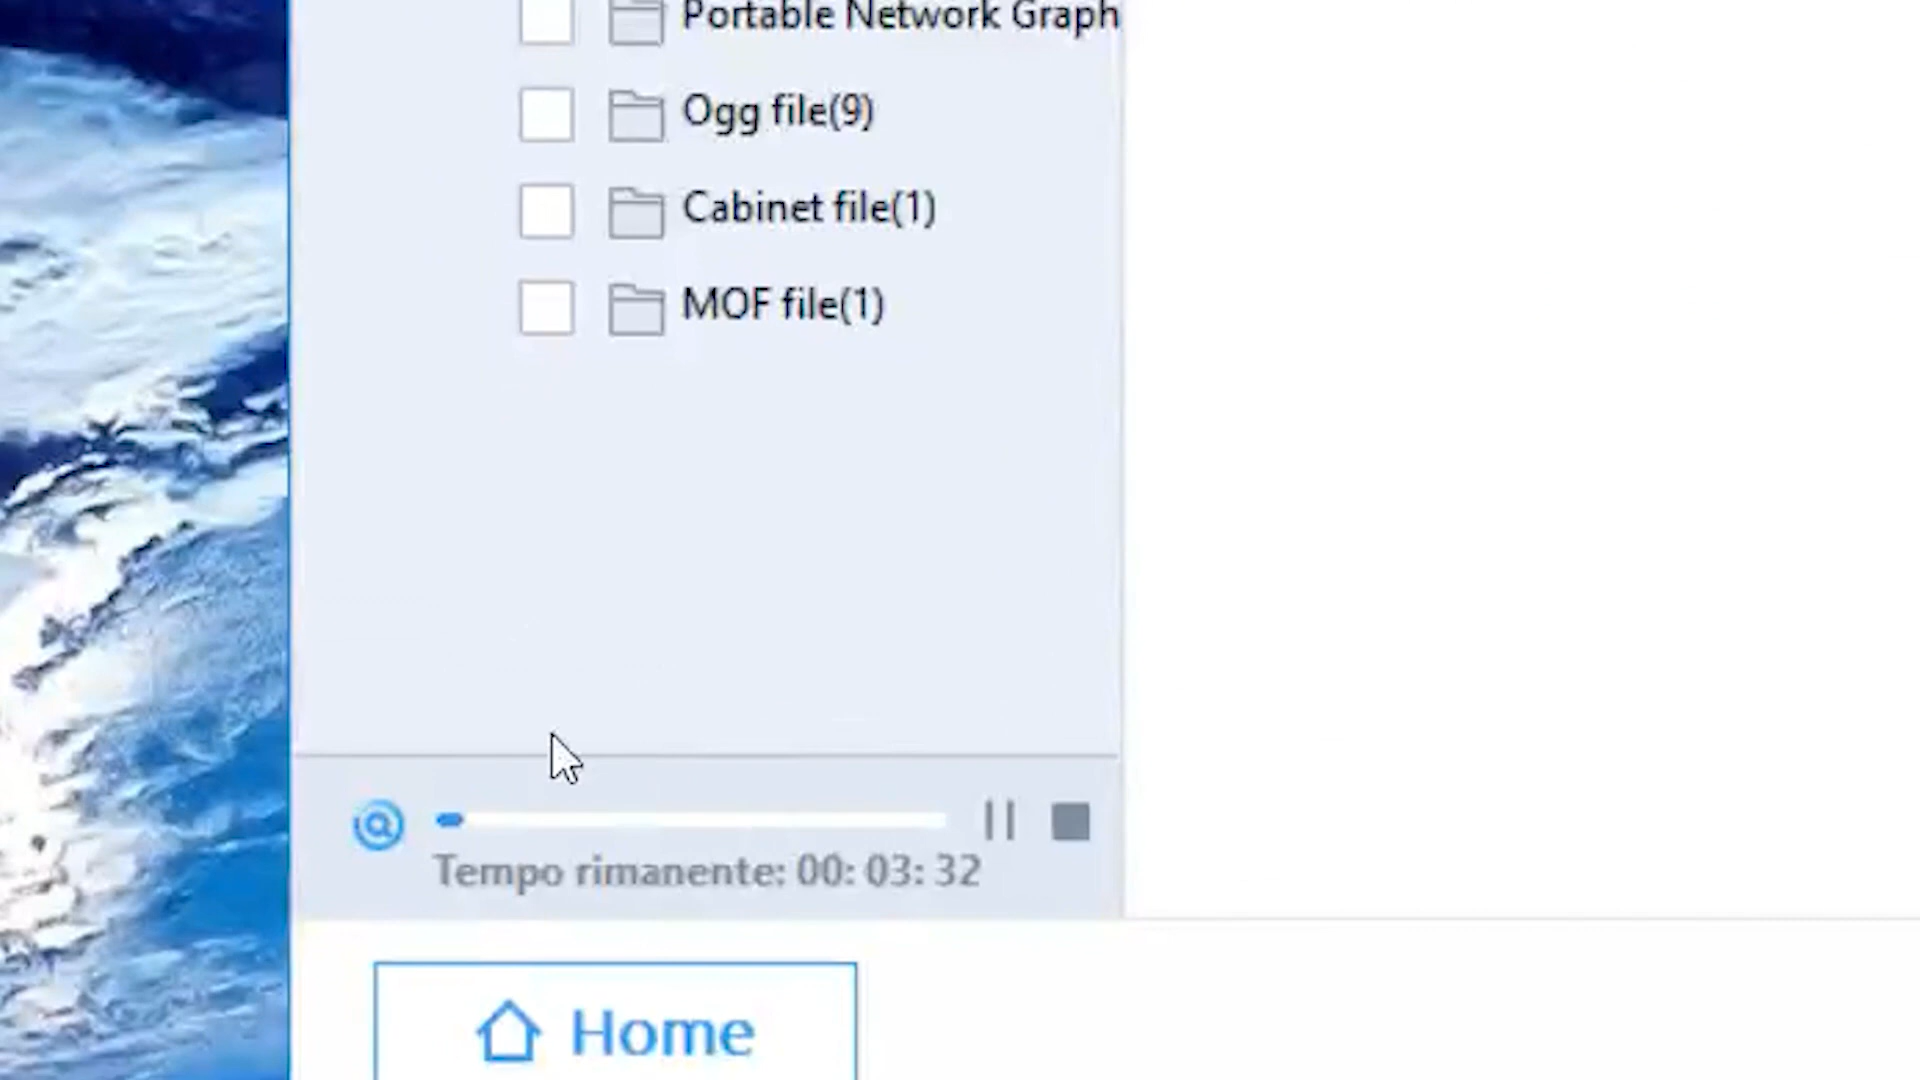 Portable Network Graph
Ogg file(9)
Cabinet file(1)
MOF file(1)
Tempo rimanente: 00: 03: 32
Home